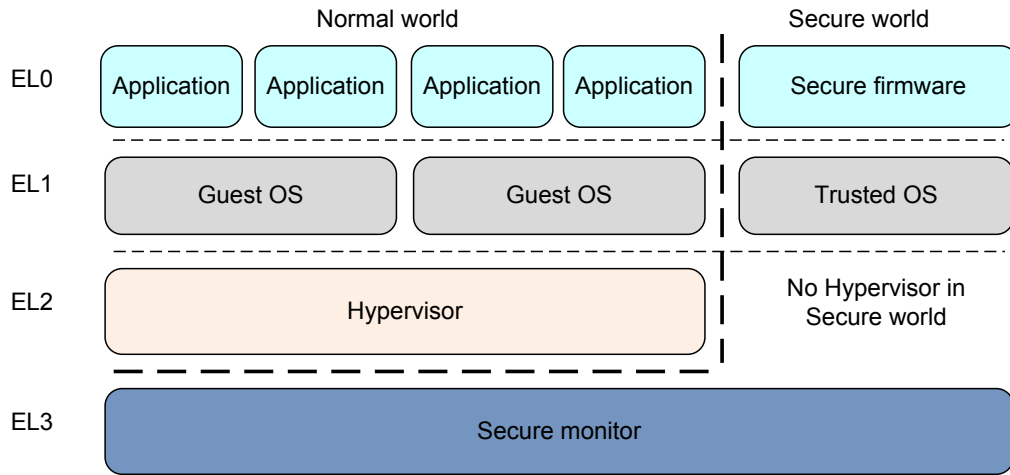 Normal world
Secure world
EL0
Application
Application
Application
Application
Secure firmware
EL1
Guest OS
Guest OS
Trusted OS
EL2
Hypervisor
No Hypervisor in
Secure world
EL3
Secure monitor